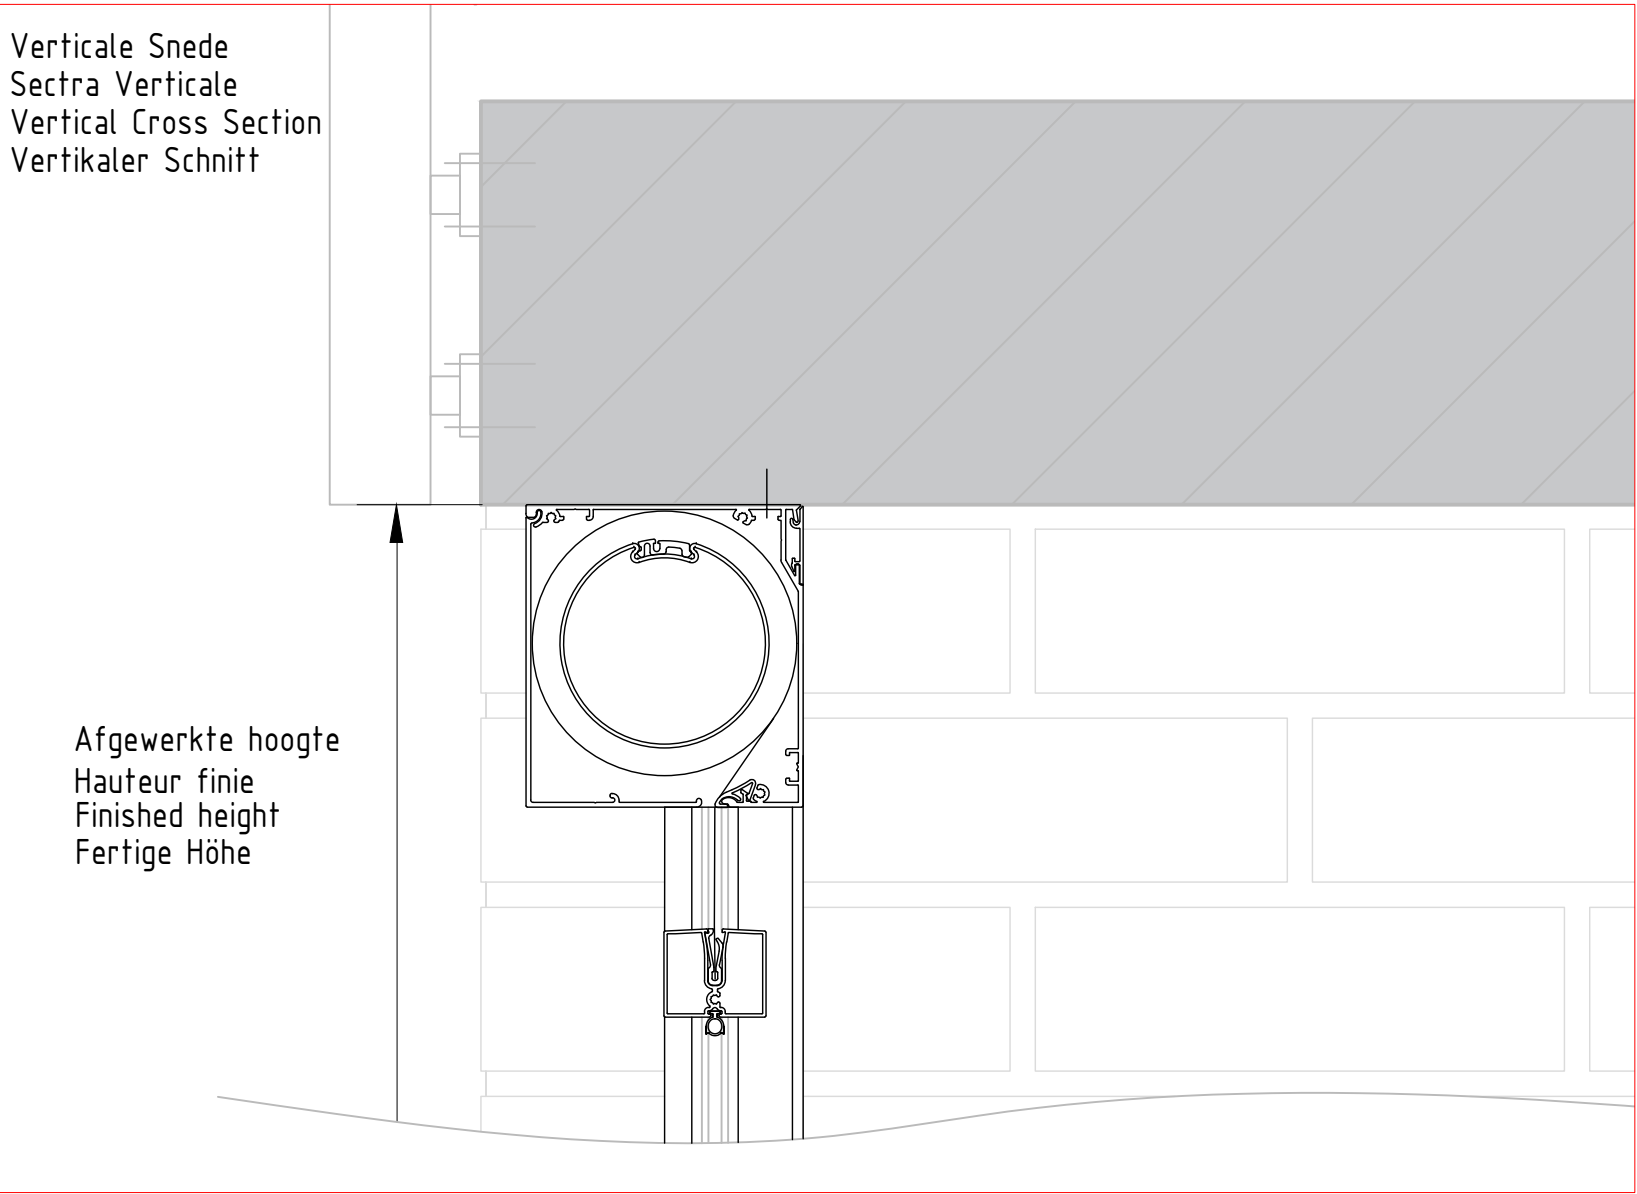 Verticale Snede
Sectra Verticale
Vertical Cross Section
Vertikaler Schnitt
Afgewerkte hoogte
Hauteur finie
Finished height
Fertige Höhe